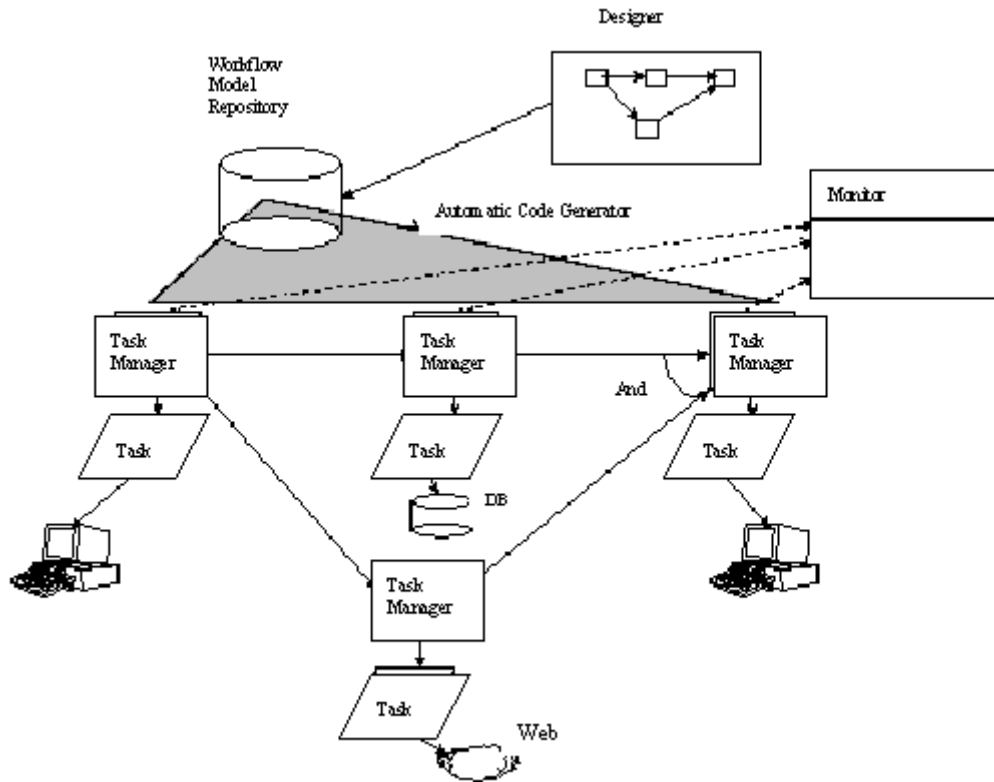 Designer
Workflow
Model
Repository
Monitor
Automatic Code Generator
Task
Manager
Task
Manager
Task
Manager
And
Task
Task
Task
DB
Task
Manager
Task
Web